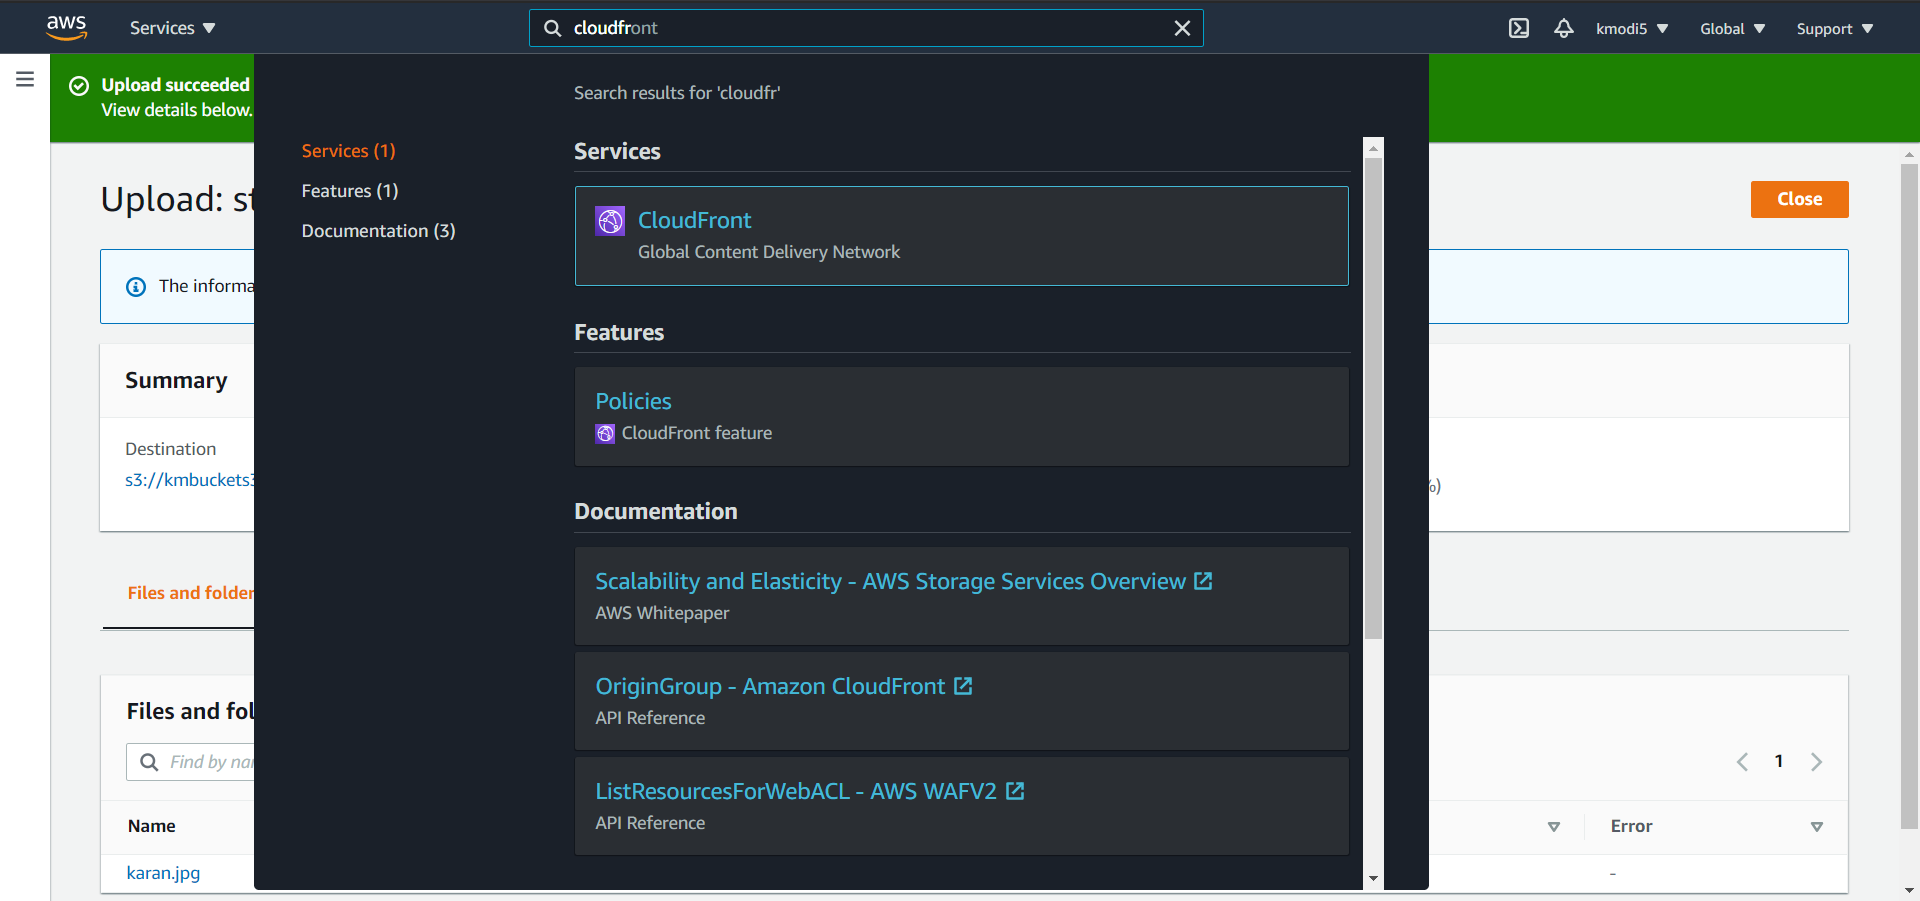 aws
Services
cloudfront
kmodi5
Global
Support
Upload succeeded
View details below.
Search results for 'cloudfr'
Services (1)
Features (1)
Documentation (3)
Services
CloudFront
Global Content Delivery Network
Features
Policies
CloudFront feature
Documentation
Scalability and Elasticity - AWS Storage Services Overview
AWS Whitepaper
OriginGroup - Amazon CloudFront
API Reference
ListResourcesForWebACL - AWS WAFV2
API Reference
Upload: st
Close
The informa
Summary
Destination
s3://kmbuckets3
%)
Files and folder
Files and fol
Find by nar
1
Name
Error
karan.jpg
-